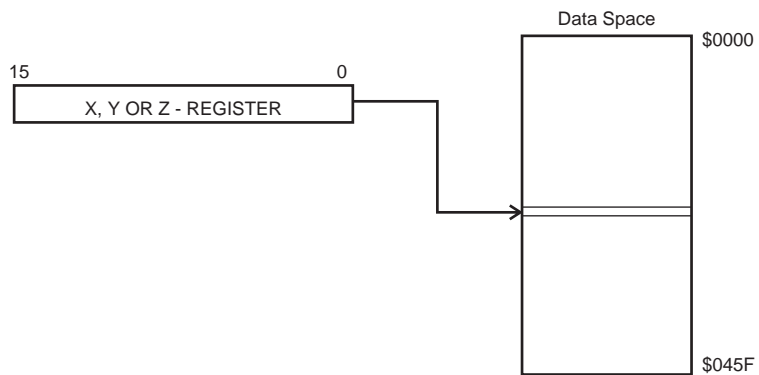 Data Space
$0000
15 0
X, Y OR Z - REGISTER
$045F